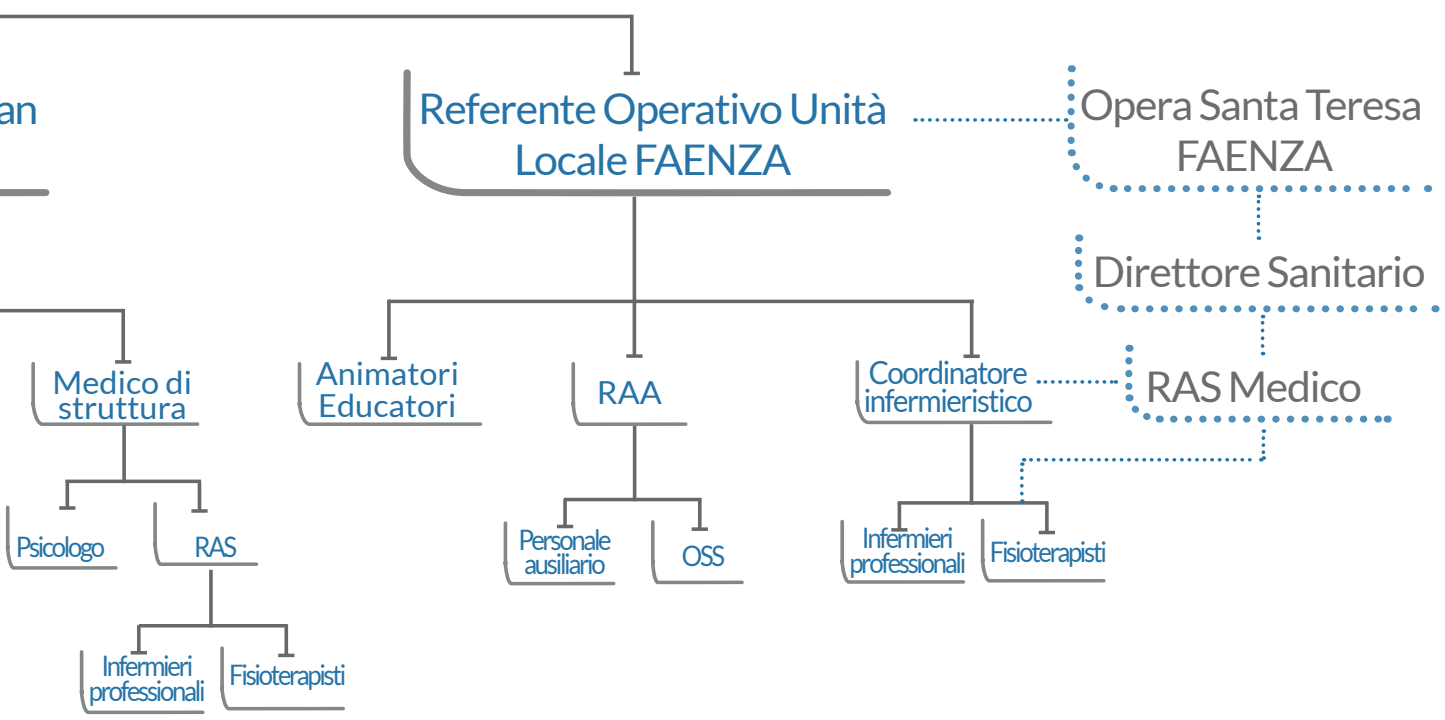 an
Referente Operativo Unità
Locale FAENZA
Opera Santa Teresa
FAENZA
Direttore Sanitario
Medico di
struttura
Animatori
Educatori
RAA
Coordinatore
infermieristico
RAS Medico
Psicologo
RAS
Personale
ausiliario
OSS
Infermieri
professionali
Fisioterapisti
Infermieri
professionali
Fisioterapisti